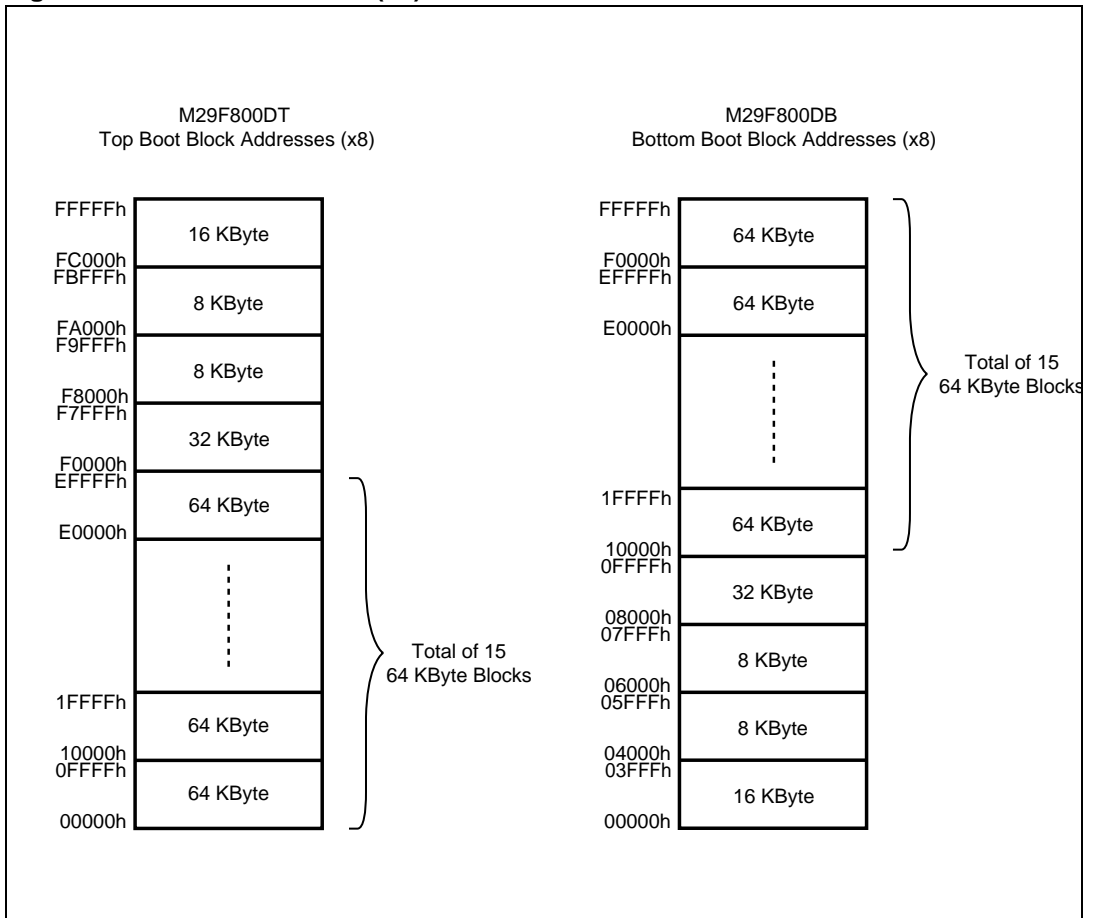 M29F800DT
Top Boot Block Addresses (x8)
FFFFFh
16 KByte
FC000h
FBFFFh
8 KByte
FA000h
F9FFFh
8 KByte
F8000h
F7FFFh
32 KByte
F0000h
EFFFFh
64 KByte
E0000h
Total of 15
64 KByte Blocks
1FFFFh
64 KByte
10000h
0FFFFh
64 KByte
00000h
M29F800DB
Bottom Boot Block Addresses (x8)
FFFFFh
64 KByte
F0000h
EFFFFh
64 KByte
E0000h
Total of 15
64 KByte Blocks
1FFFFh
64 KByte
10000h
0FFFFh
32 KByte
08000h
07FFFh
8 KByte
06000h
05FFFh
8 KByte
04000h
03FFFh
16 KByte
00000h